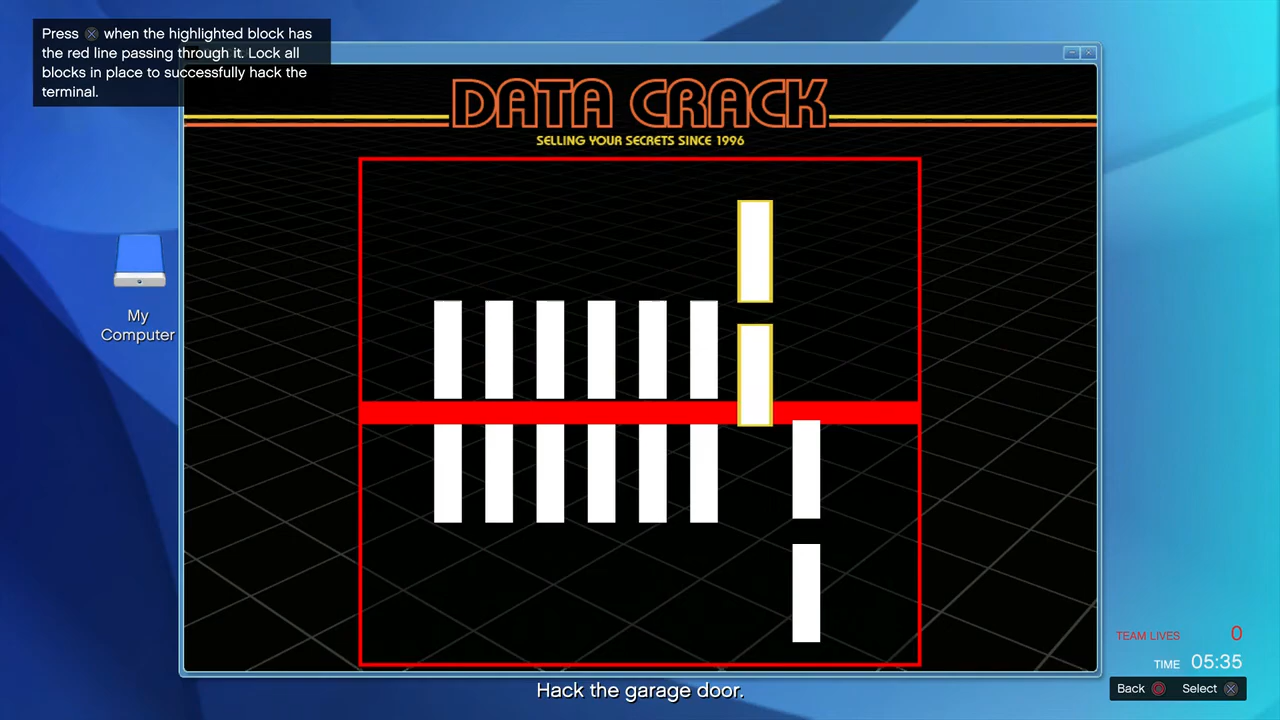 Press ⓧ when the highlighted block has
the red line passing through it. Lock all
blocks in place to successfully hack the
terminal.
DATA CRACK
SELLING YOUR SECRETS SINCE 1996
My
Computer
TEAM LIVES 0
TIME 05:35
Back Select
Hack the garage door.